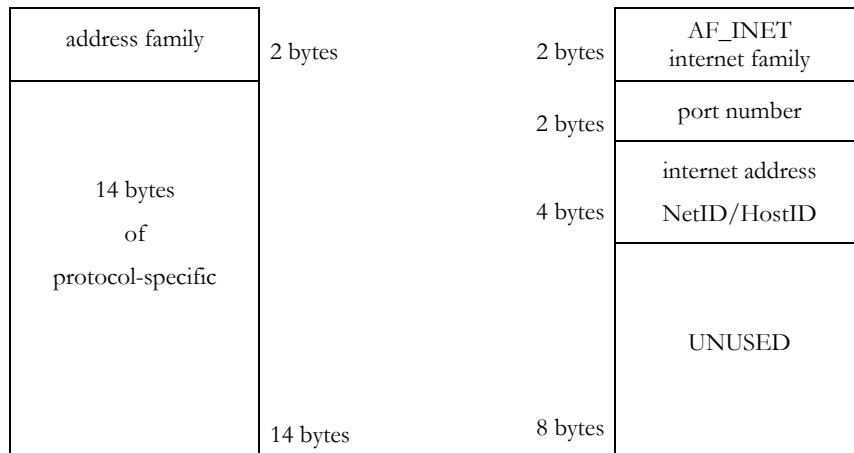 address family
2 bytes
14 bytes
of
protocol-specific
14 bytes
2 bytes
AF_INET
internet family
2 bytes
port number
4 bytes
internet address
NetID/HostID
UNUSED
8 bytes